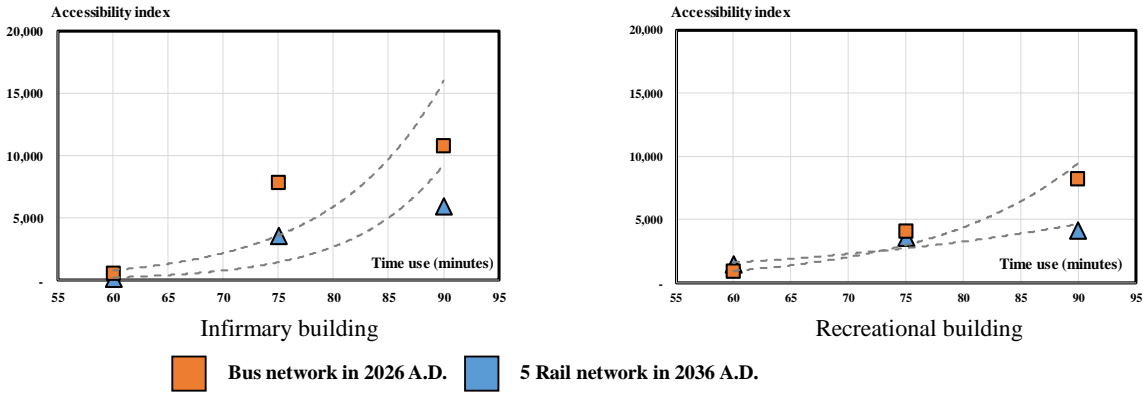 Accessibility index
20,000
15,000
10,000
5,000
-
55 60 65 70 75 80 85 90 95
Time use (minutes)
Infirmary building
Accessibility index
20,000
15,000
10,000
5,000
-
55 60 65 70 75 80 85 90 95
Time use (minutes)
Recreational building
Bus network in 2026 A.D. 5 Rail network in 2036 A.D.